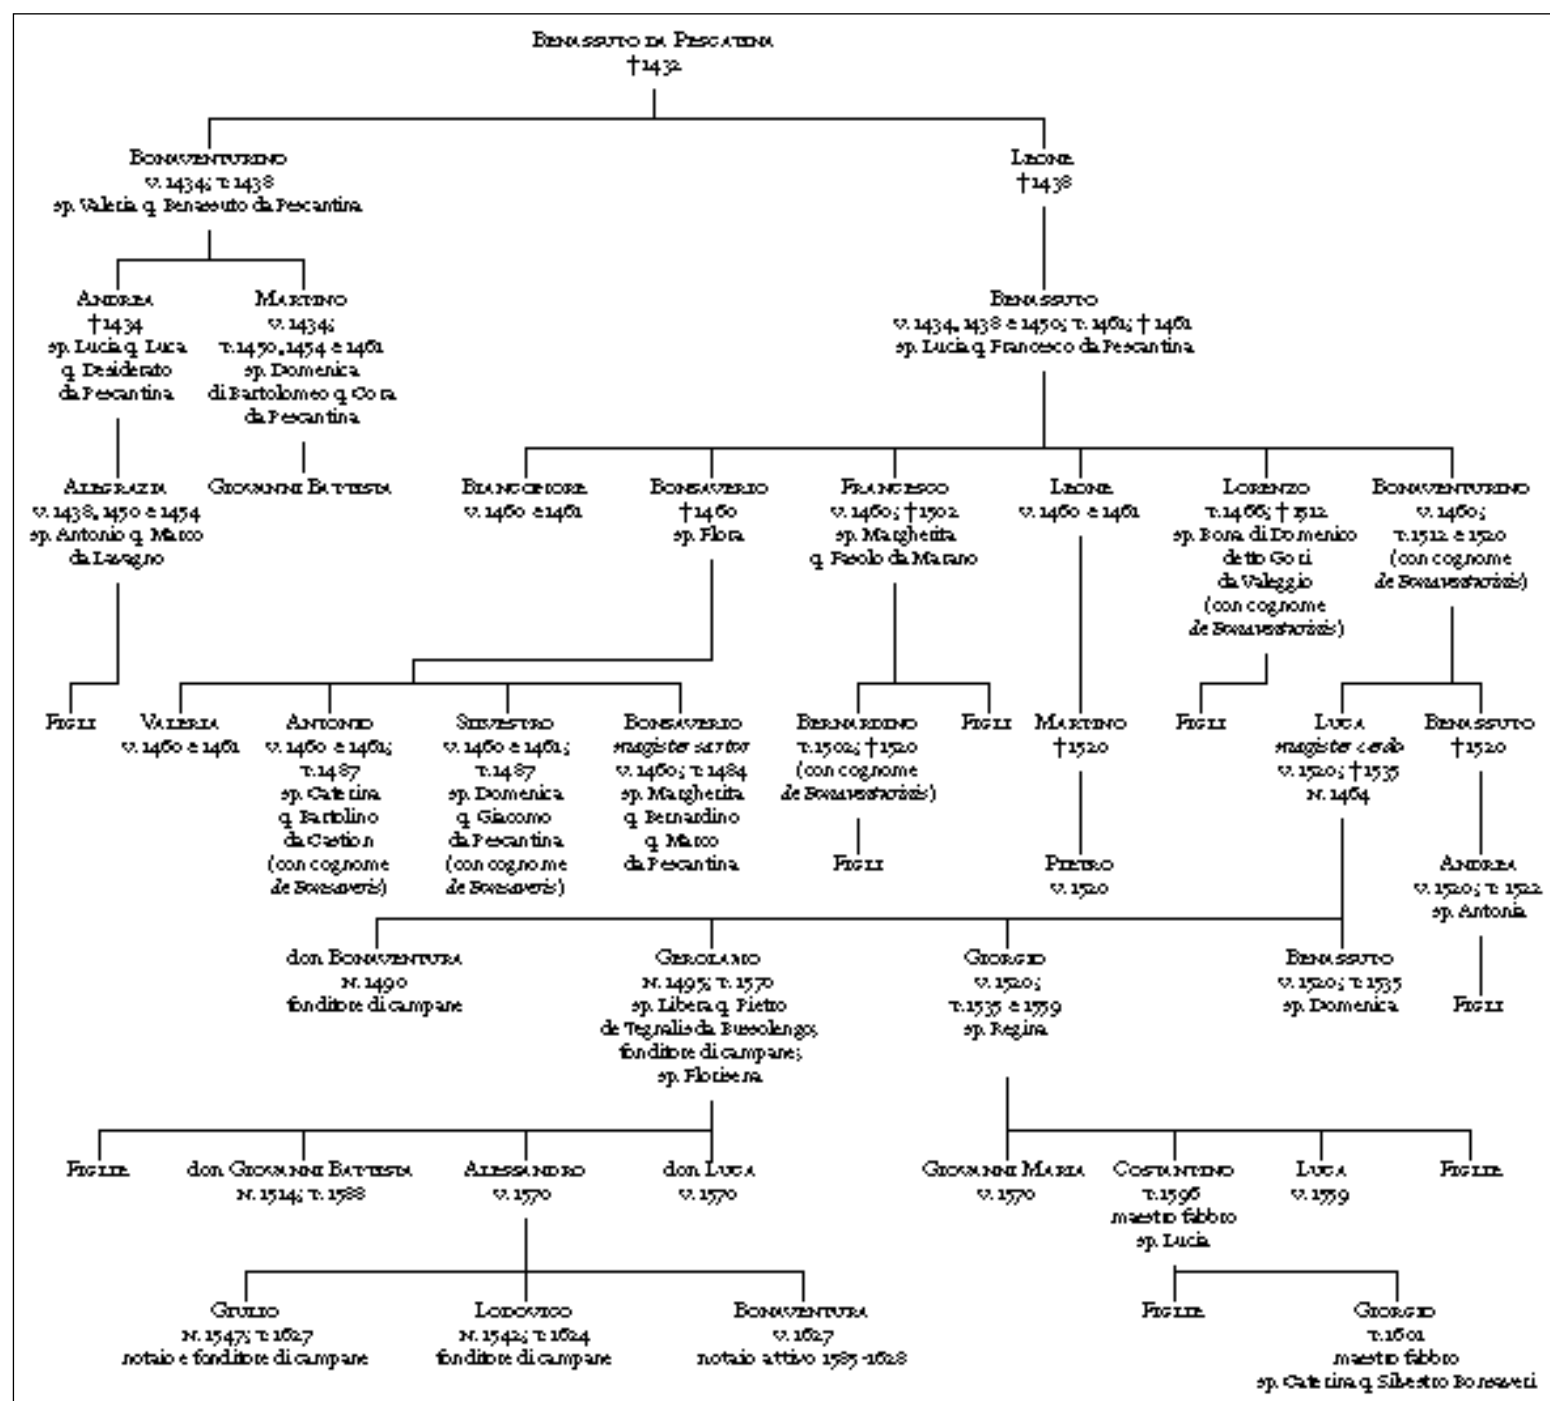 Benassuto da Pescatina
†1432
Bonaventurino
v. 1434; t. 1438
sp. Valeria q. Benassuto da Pescantina
Leone
†1438
Andrea
†1434
sp. Lucia q. Luca
q. Desiderato
da Pescantina
Martino
v. 1434;
t. 1450, 1454 e 1461
sp. Domenica
di Bartolomeo q. Cora
da Pescantina
Benassuto
v. 1434, 1438 e 1450; t. 1461; † 1461
sp. Lucia q. Francesco da Pescantina
Alegrazia
v. 1438, 1450 e 1454
sp. Antonio q. Marco
da Lavagno
Giovanni Battista
Biancofiore
v. 1460 e 1461
Bonsaverio
†1460
sp. Flora
Francesco
v. 1460; †1502
sp. Margherita
q. Fasolo da Marano
Leone
v. 1460 e 1461
Lorenzo
t. 1466; †1512
sp. Bona di Domenico
detto Gori
da Valeggio
(con cognome
de Bonaventurinis)
Bonaventurino
v. 1460;
t. 1512 e 1520
(con cognome
de Bonaventurinis)
Figli
Valeria
v. 1460 e 1461
Antonio
v. 1460 e 1461;
t. 1487
sp. Caterina
q. Bartolino
da Castion
(con cognome
de Bonsaveris)
Silvestro
v. 1460 e 1461;
t. 1487
sp. Domenica
q. Giacomo
da Pescantina
(con cognome
de Bonsaveris)
Bonsaverio
magister sartor
v. 1460; t. 1484
sp. Margherita
q. Bernardino
q. Marco
da Pescantina
Bernardino
t. 1502; †1520
(con cognome
de Bonaventurinis)
Figli
Figli
Martino
†1520
Pietro
v. 1520
Figli
Luca
magister cerdo
v. 1520; †1535
n. 1464
Benassuto
†1520
Andrea
v. 1520; t. 1522
sp. Antonia
Figli
don Bonaventura
n. 1490
fonditore di campane
Gerolamo
n. 1495; t. 1570
sp. Libera q. Pietro
de Tegnalis da Bussolengo;
fonditore di campane;
sp. Florisena
Giorgio
v. 1520;
t. 1535 e 1559
sp. Regina
Benassuto
v. 1520; t. 1535
sp. Domenica
Figlie
don Giovanni Battista
n. 1514; t. 1588
Alessandro
v. 1570
don Luca
v. 1570
Giovanni Maria
v. 1570
Costantino
t. 1596
maestro fabbro
sp. Lucia
Luca
v. 1559
Figlie
Giulio
n. 1547; t. 1627
notaio e fonditore di campane
Lodovico
n. 1542; t. 1624
fonditore di campane
Bonaventura
v. 1627
notaio attivo 1585-1628
Figlie
Giorgio
t. 1601
maestro fabbro
sp. Caterina q. Silvestro Bonsaveri